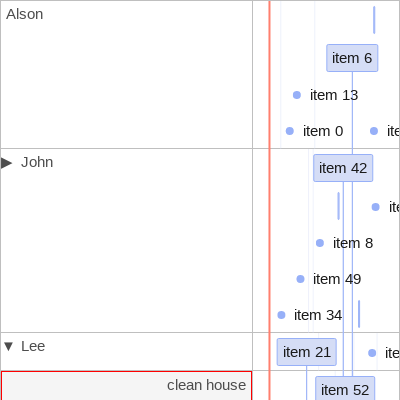 Alson
item 6
item 13
item 0
ite
▶ John
item 42
ite
item 8
item 49
item 34
▼ Lee
item 21
ite
clean house
item 52